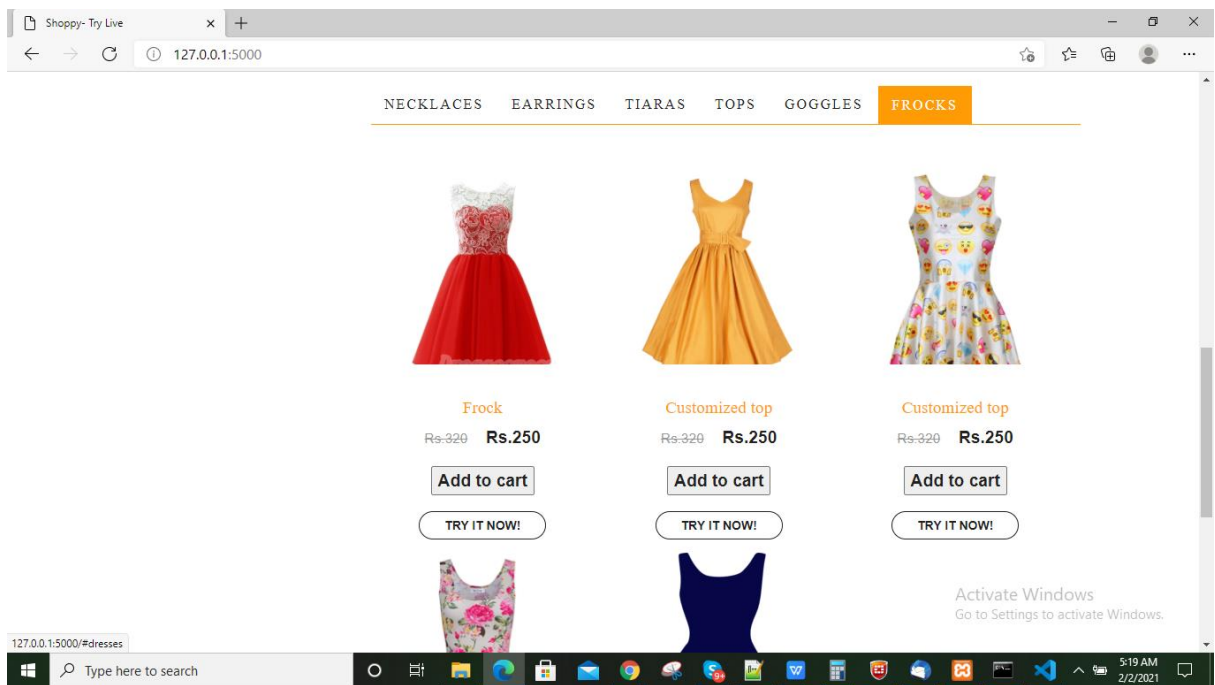 Shoppy- Try Live
127.0.0.1:5000
NECKLACES EARRINGS TIARAS TOPS GOGGLES FROCKS
Frock Customized top Customized top
Rs.320 Rs.250 Rs.320 Rs.250 Rs.320 Rs.250
Add to cart Add to cart Add to cart
TRY IT NOW! TRY IT NOW! TRY IT NOW!
Activate Windows
Go to Settings to activate Windows.
127.0.0.1:5000/#dresses
Type here to search
5:19 AM
2/2/2021